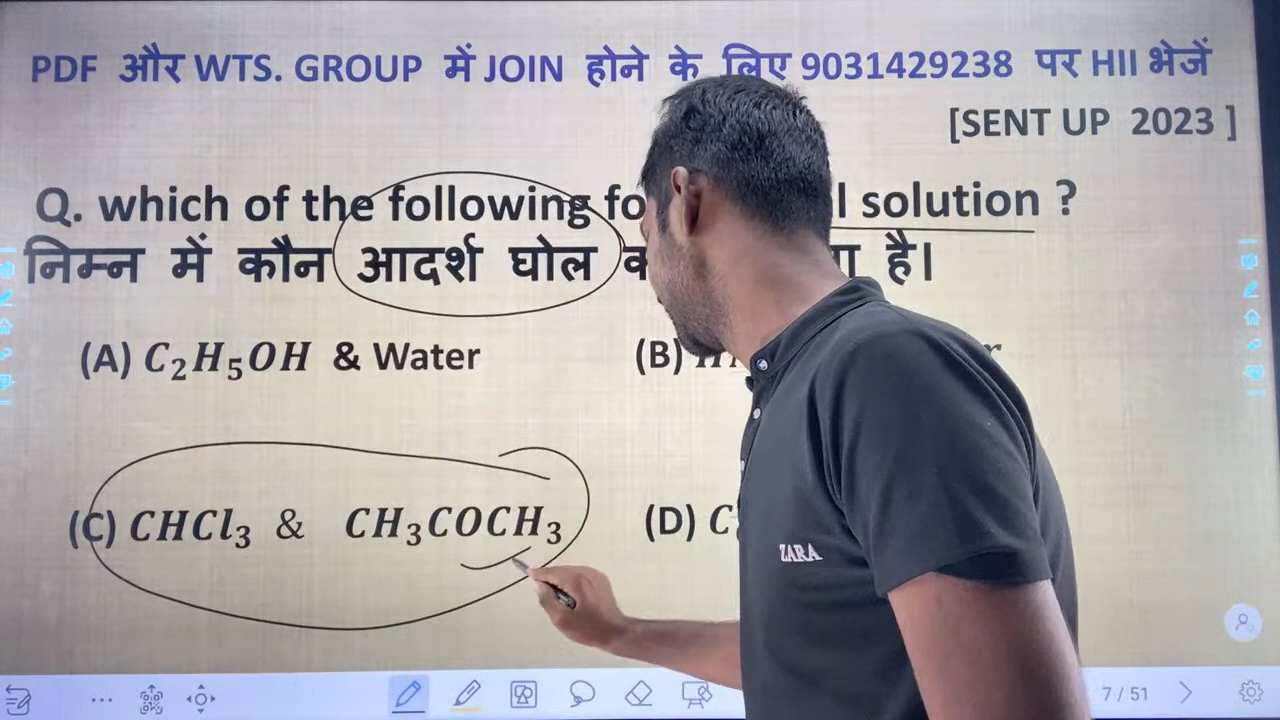 PDF और WTS. GROUP में JOIN होने के लिए 9031429238 पर HII भेजें
[SENT UP 2023 ]
Q. which of the following solution ?
निम्न में कौन आदर्श घोल है।
(A) C₂H₅OH & Water
(B)
(C) CHCl₃ & CH₃COCH₃
(D)
ZARA
7 / 51